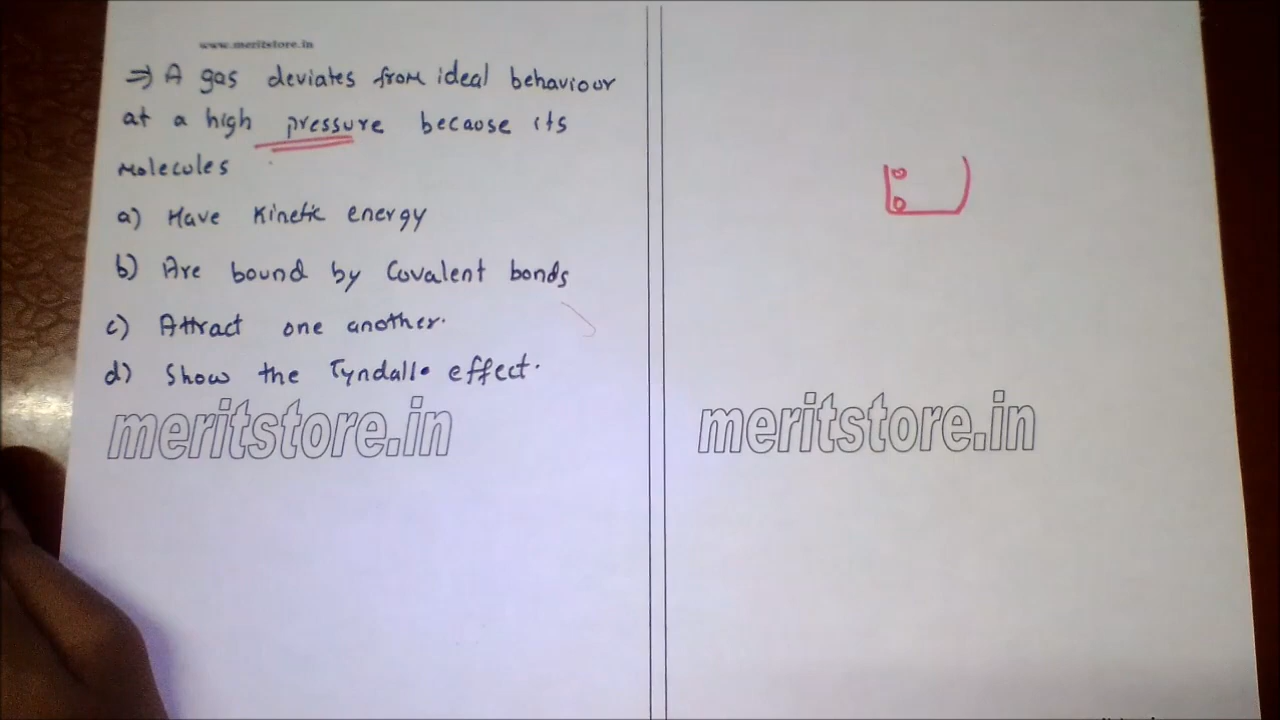 www.meritstore.in
⇒ A gas deviates from ideal behaviour
at a high pressure because its
Molecules
a) Have Kinetic energy
b) Are bound by Covalent bonds
c) Attract one another.
d) Show the Tyndall effect.
meritstore.in
meritstore.in